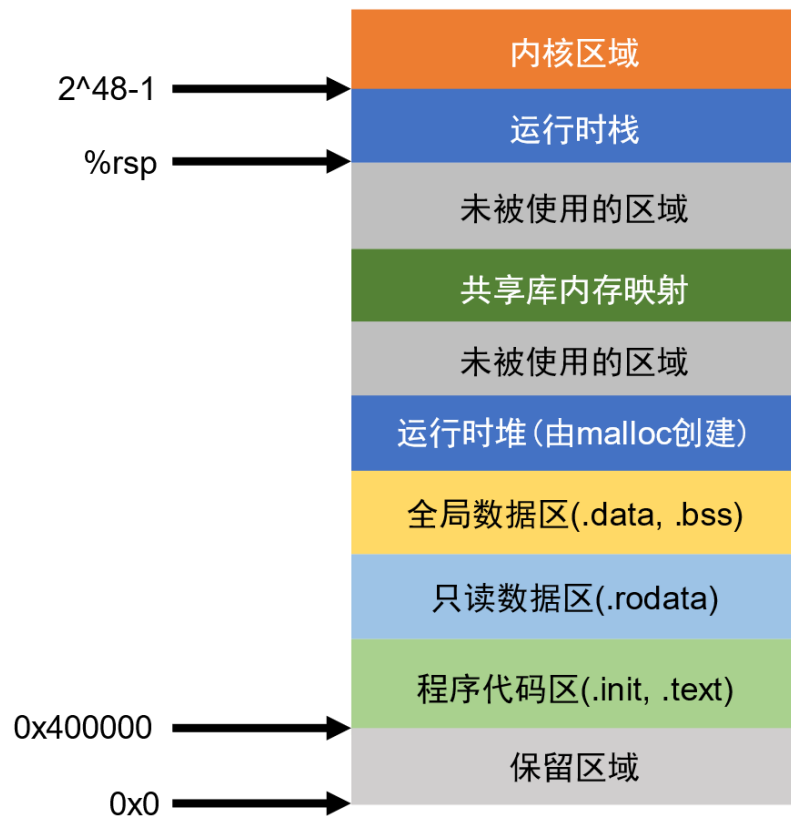 内核区域
2^48-1
运行时栈
%rsp
未被使用的区域
共享库内存映射
未被使用的区域
运行时堆(由malloc创建)
全局数据区(.data, .bss)
只读数据区(.rodata)
程序代码区(.init, .text)
0x400000
保留区域
0x0